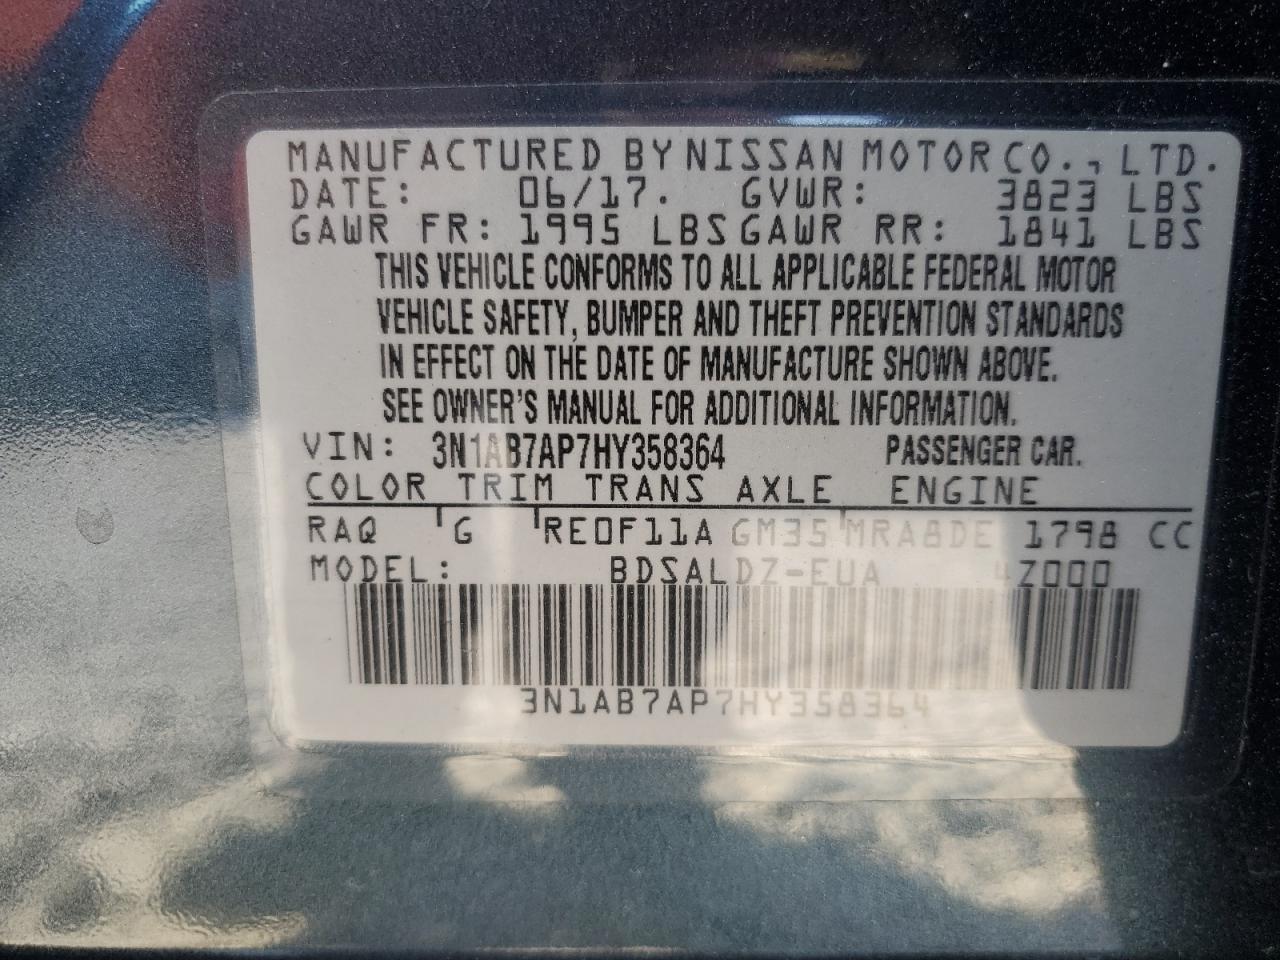 MANUFACTURED BY NISSAN MOTOR CO., LTD.
DATE: 06/17. GVWR: 3823 LBS
GAWR FR: 1995 LBS GAWR RR: 1841 LBS
THIS VEHICLE CONFORMS TO ALL APPLICABLE FEDERAL MOTOR
VEHICLE SAFETY, BUMPER AND THEFT PREVENTION STANDARDS
IN EFFECT ON THE DATE OF MANUFACTURE SHOWN ABOVE.
SEE OWNER'S MANUAL FOR ADDITIONAL INFORMATION.
VIN: 3N1AB7AP7HY358364 PASSENGER CAR.
COLOR TRIM TRANS AXLE ENGINE
RAQ G RE0F11A GM35 MRA8DE 1798 CC
MODEL: BDSALDZ-EUA 4Z000
3N1AB7AP7HY358364